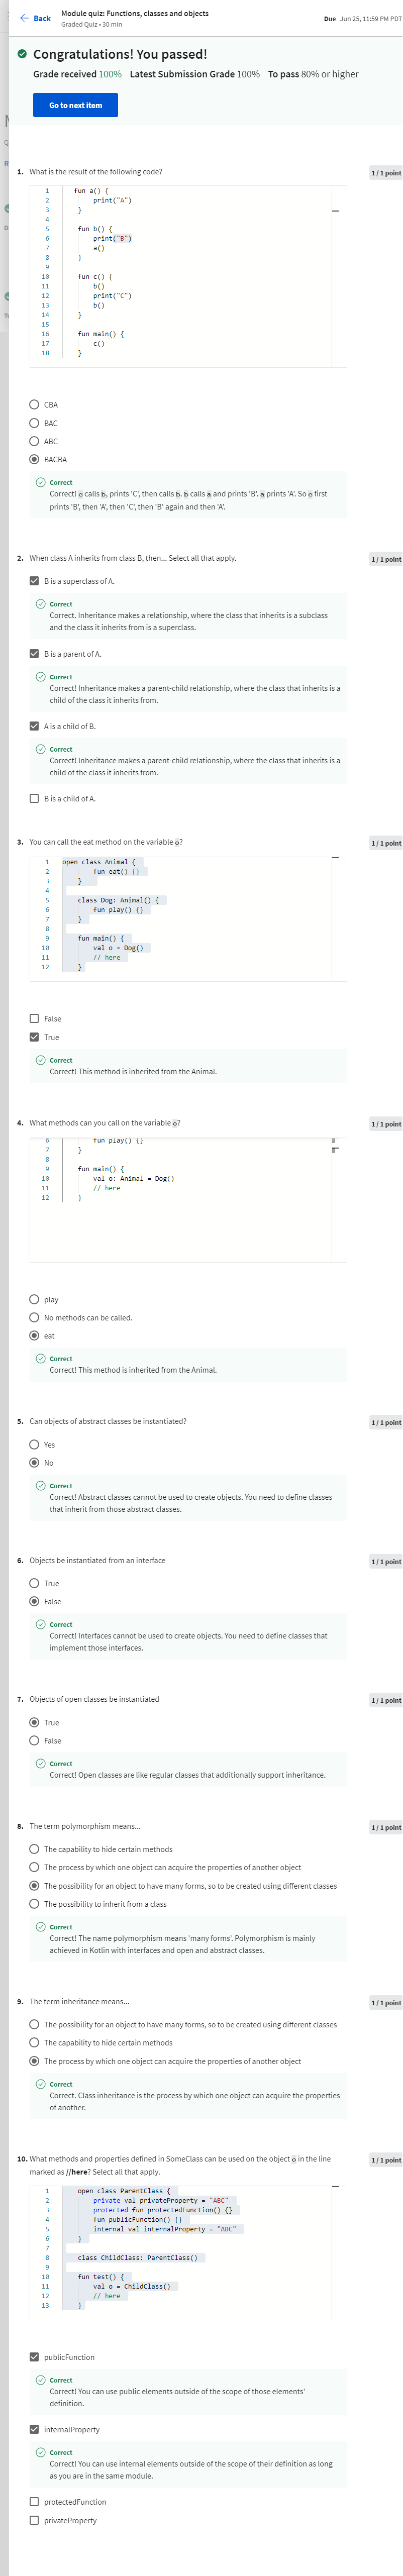 Back
Module quiz: Functions, classes and objects
Graded Quiz • 30 min
Due Jun 25, 11:59 PM PDT
Congratulations! You passed!
Grade received 100% Latest Submission Grade 100% To pass 80% or higher
Go to next item
1. What is the result of the following code?
1 / 1 point
1 fun a() {
2 print("A")
3 }
4
5 fun b() {
6 print("B")
7 a()
8 }
9
10 fun c() {
11 b()
12 print("C")
13 b()
14 }
15
16 fun main() {
17 c()
18 }
CBA
BAC
ABC
BACBA
Correct
Correct! c calls b, prints 'C', then calls b. b calls a and prints 'B'. a prints 'A'. So c first
prints 'B', then 'A', then 'C', then 'B' again and then 'A'.
2. When class A inherits from class B, then... Select all that apply.
1 / 1 point
B is a superclass of A.
Correct
Correct. Inheritance makes a relationship, where the class that inherits is a subclass
and the class it inherits from is a superclass.
B is a parent of A.
Correct
Correct! Inheritance makes a parent-child relationship, where the class that inherits is a
child of the class it inherits from.
A is a child of B.
Correct
Correct! Inheritance makes a parent-child relationship, where the class that inherits is a
child of the class it inherits from.
B is a child of A.
3. You can call the eat method on the variable o?
1 / 1 point
1 open class Animal {
2 fun eat() {}
3 }
4
5 class Dog: Animal() {
6 fun play() {}
7 }
8
9 fun main() {
10 val o = Dog()
11 // here
12 }
False
True
Correct
Correct! This method is inherited from the Animal.
4. What methods can you call on the variable o?
1 / 1 point
6 fun play() {}
7 }
8
9 fun main() {
10 val o: Animal = Dog()
11 // here
12 }
play
No methods can be called.
eat
Correct
Correct! This method is inherited from the Animal.
5. Can objects of abstract classes be instantiated?
1 / 1 point
Yes
No
Correct
Correct! Abstract classes cannot be used to create objects. You need to define classes
that inherit from those abstract classes.
6. Objects be instantiated from an interface
1 / 1 point
True
False
Correct
Correct! Interfaces cannot be used to create objects. You need to define classes that
implement those interfaces.
7. Objects of open classes be instantiated
1 / 1 point
True
False
Correct
Correct! Open classes are like regular classes that additionally support inheritance.
8. The term polymorphism means...
1 / 1 point
The capability to hide certain methods
The process by which one object can acquire the properties of another object
The possibility for an object to have many forms, so to be created using different classes
The possibility to inherit from a class
Correct
Correct! The name polymorphism means 'many forms'. Polymorphism is mainly
achieved in Kotlin with interfaces and open and abstract classes.
9. The term inheritance means...
1 / 1 point
The possibility for an object to have many forms, so to be created using different classes
The capability to hide certain methods
The process by which one object can acquire the properties of another object
Correct
Correct. Class inheritance is the process by which one object can acquire the properties
of another.
10. What methods and properties defined in SomeClass can be used on the object o in the line
marked as //here? Select all that apply.
1 / 1 point
1 open class ParentClass {
2 private val privateProperty = "ABC"
3 protected fun protectedFunction() {}
4 fun publicFunction() {}
5 internal val internalProperty = "ABC"
6 }
7
8 class ChildClass: ParentClass()
9
10 fun test() {
11 val o = ChildClass()
12 // here
13 }
publicFunction
Correct
Correct! You can use public elements outside of the scope of those elements'
definition.
internalProperty
Correct
Correct! You can use internal elements outside of the scope of their definition as long
as you are in the same module.
protectedFunction
privateProperty